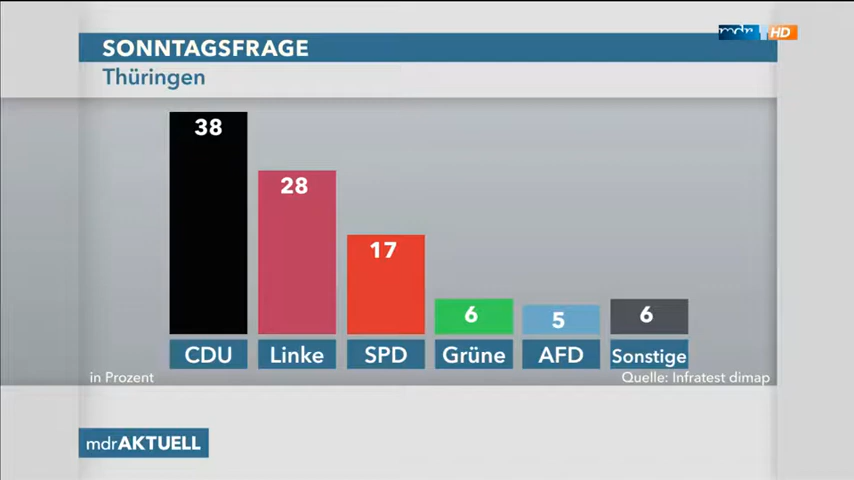 mdr HD
SONNTAGSFRAGE
Thüringen
38
28
17
6
5
6
CDU Linke SPD Grüne AFD Sonstige
in Prozent Quelle: Infratest dimap
mdrAKTUELL